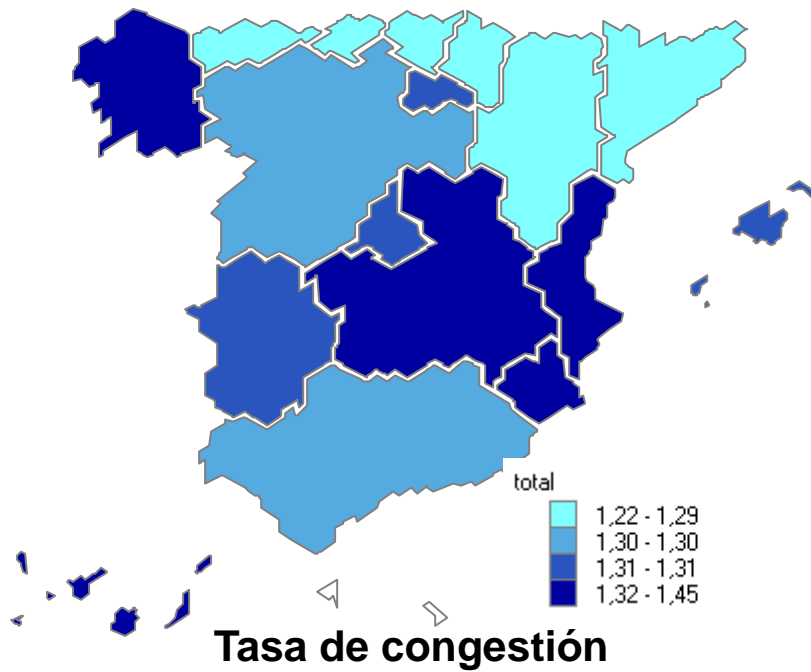 total
1,22 - 1,29
1,30 - 1,30
1,31 - 1,31
1,32 - 1,45
Tasa de congestión